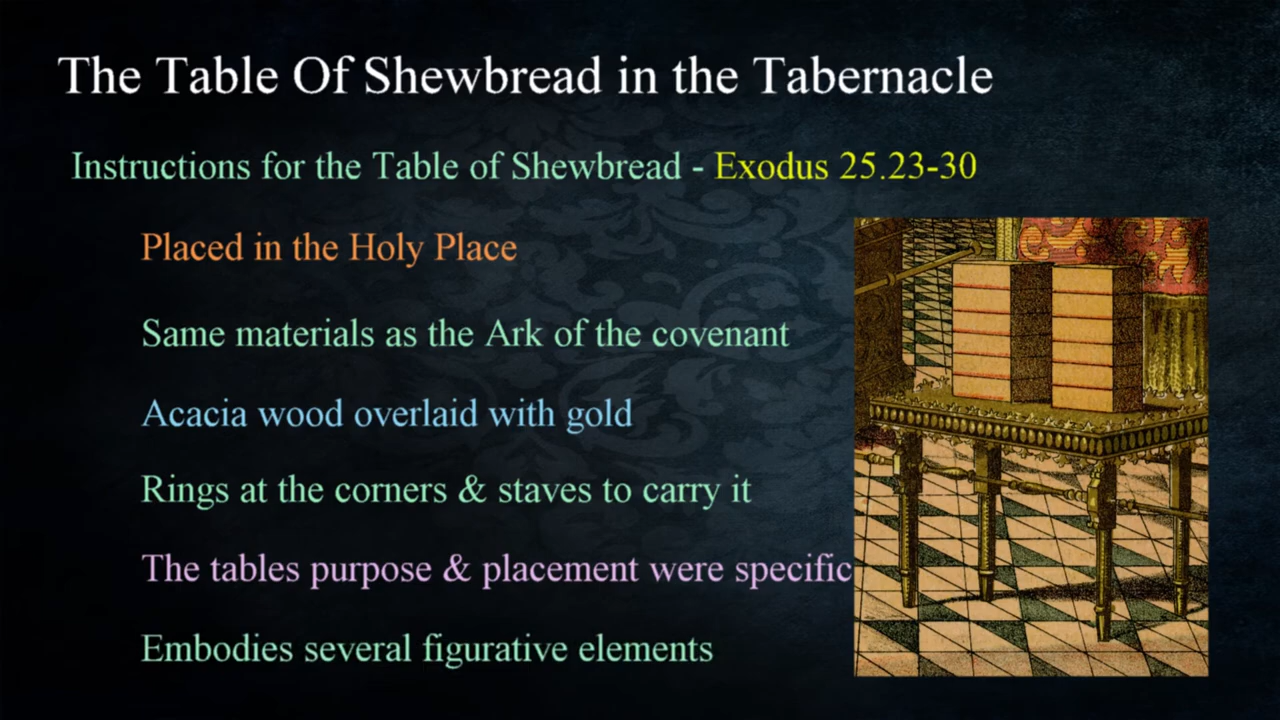 The Table Of Shewbread in the Tabernacle
Instructions for the Table of Shewbread - Exodus 25.23-30
Placed in the Holy Place
Same materials as the Ark of the covenant
Acacia wood overlaid with gold
Rings at the corners & staves to carry it
The tables purpose & placement were specific
Embodies several figurative elements